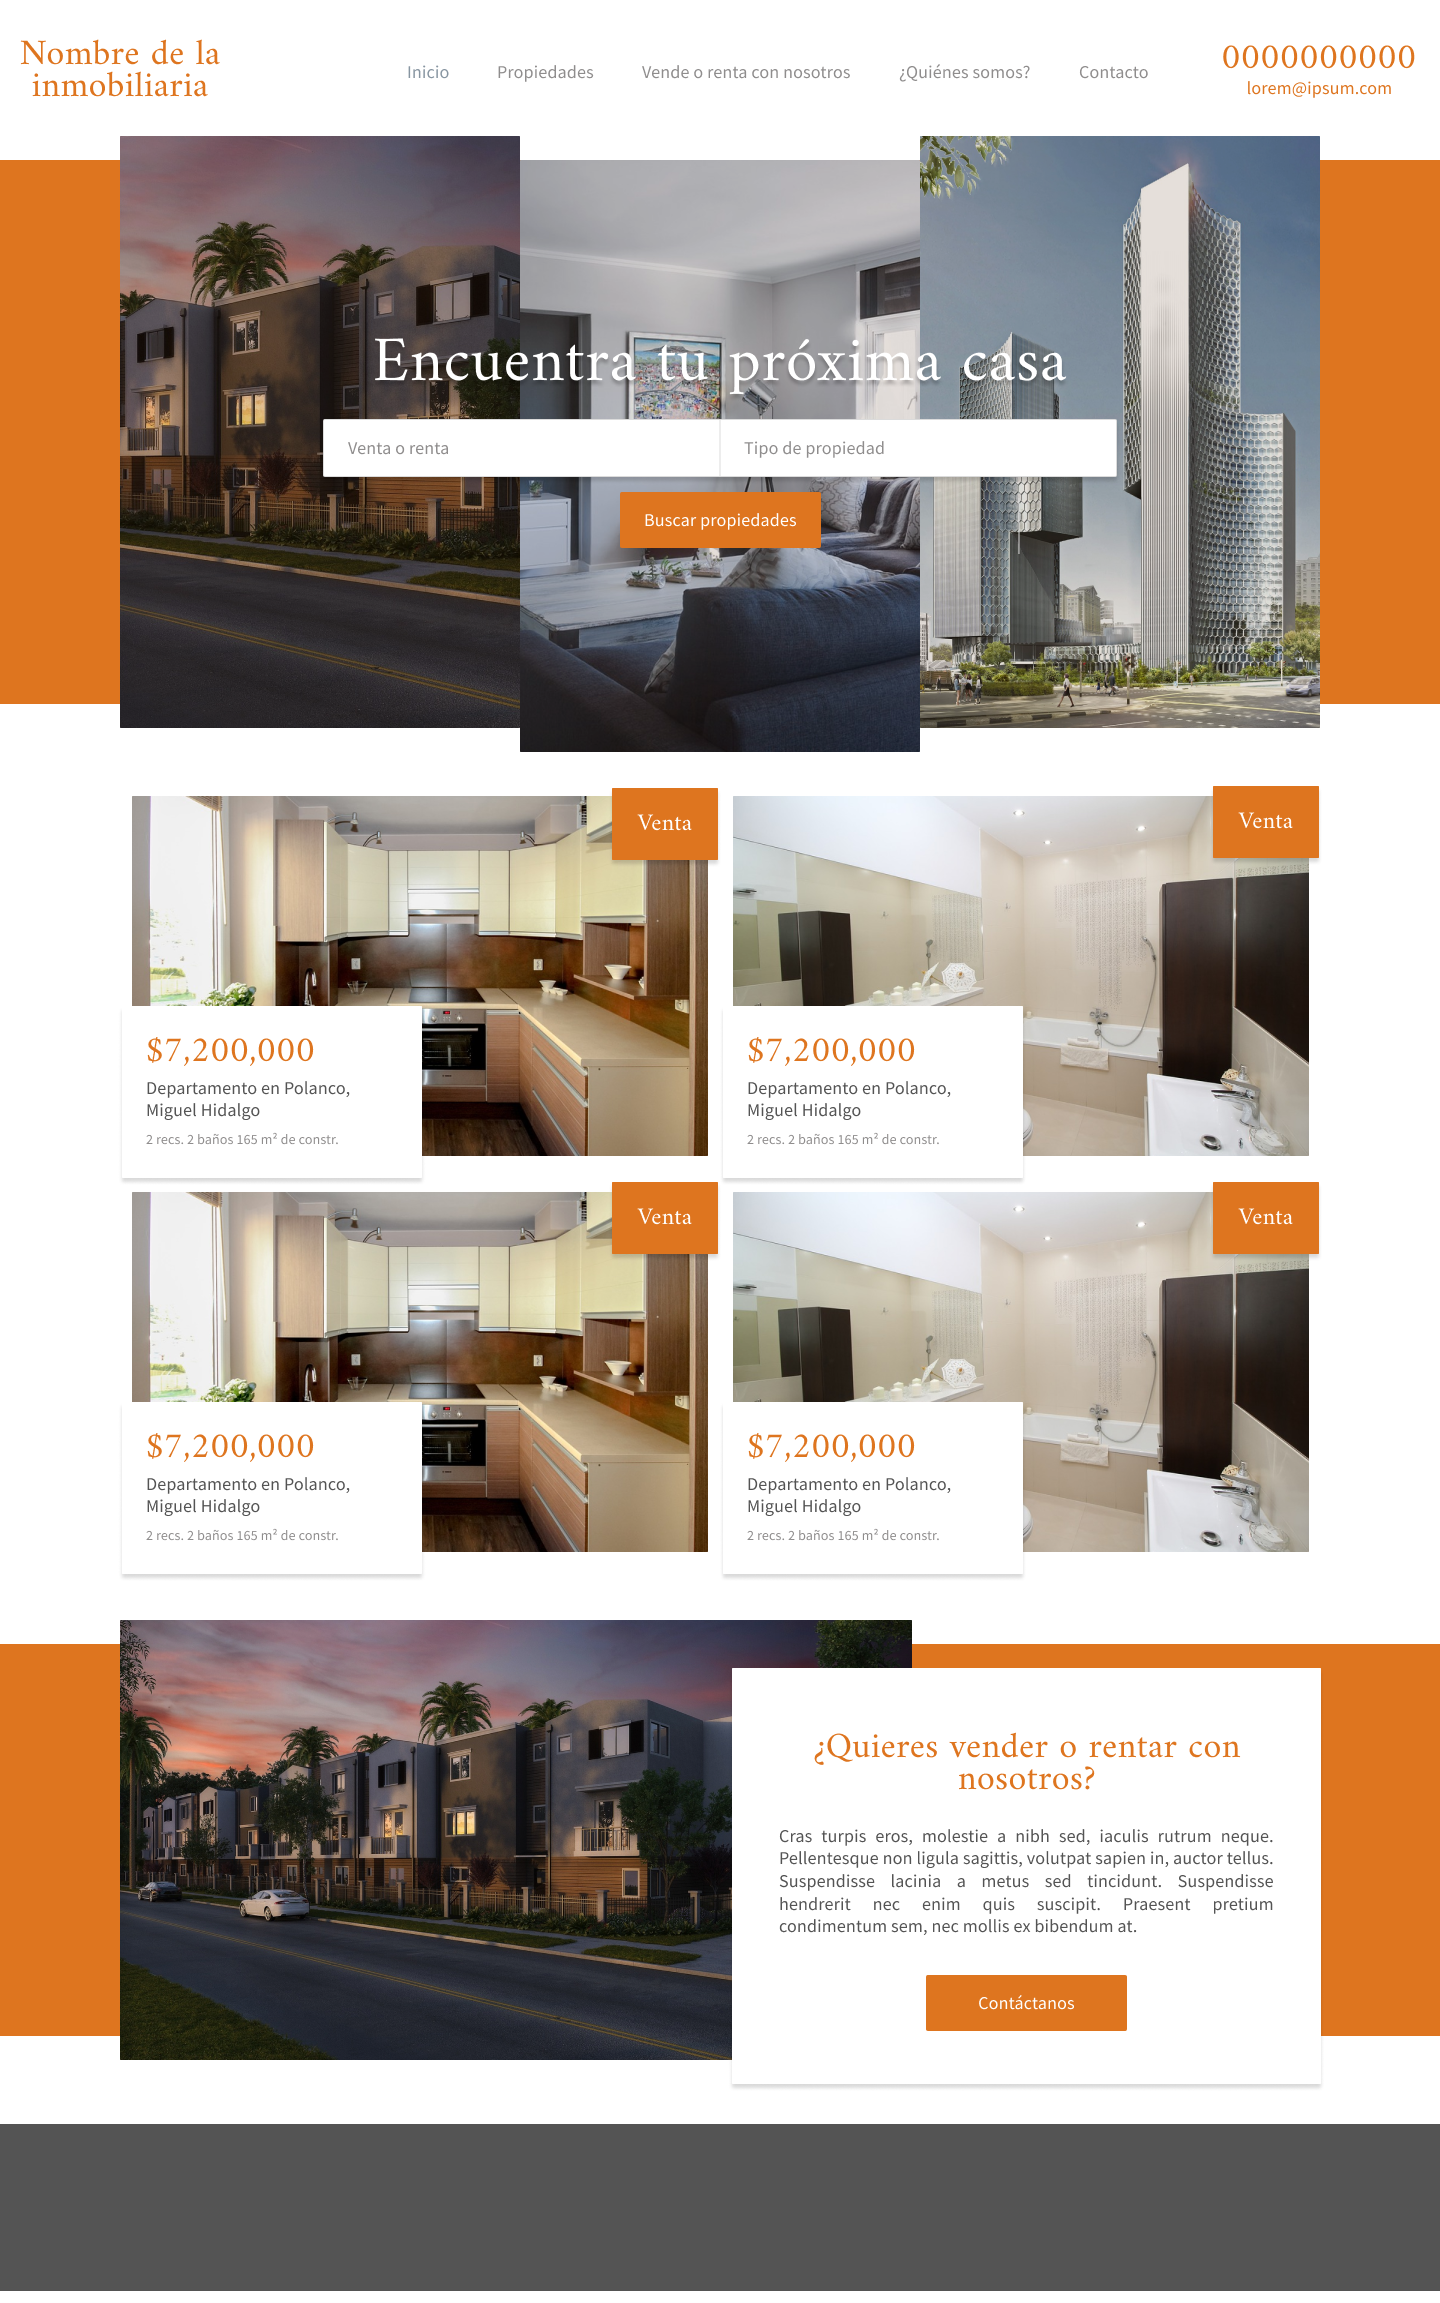 Nombre de la
inmobiliaria
Inicio
Propiedades
Vende o renta con nosotros
¿Quiénes somos?
Contacto
0000000000
lorem@ipsum.com
Encuentra tu próxima casa
Venta o renta
Tipo de propiedad
Buscar propiedades
Venta
$7,200,000
Departamento en Polanco,
Miguel Hidalgo
2 recs. 2 baños 165 m² de constr.
Venta
$7,200,000
Departamento en Polanco,
Miguel Hidalgo
2 recs. 2 baños 165 m² de constr.
Venta
$7,200,000
Departamento en Polanco,
Miguel Hidalgo
2 recs. 2 baños 165 m² de constr.
Venta
$7,200,000
Departamento en Polanco,
Miguel Hidalgo
2 recs. 2 baños 165 m² de constr.
¿Quieres vender o rentar con
nosotros?
Cras turpis eros, molestie a nibh sed, iaculis rutrum neque.
Pellentesque non ligula sagittis, volutpat sapien in, auctor tellus.
Suspendisse lacinia a metus sed tincidunt. Suspendisse
hendrerit nec enim quis suscipit. Praesent pretium
condimentum sem, nec mollis ex bibendum at.
Contáctanos